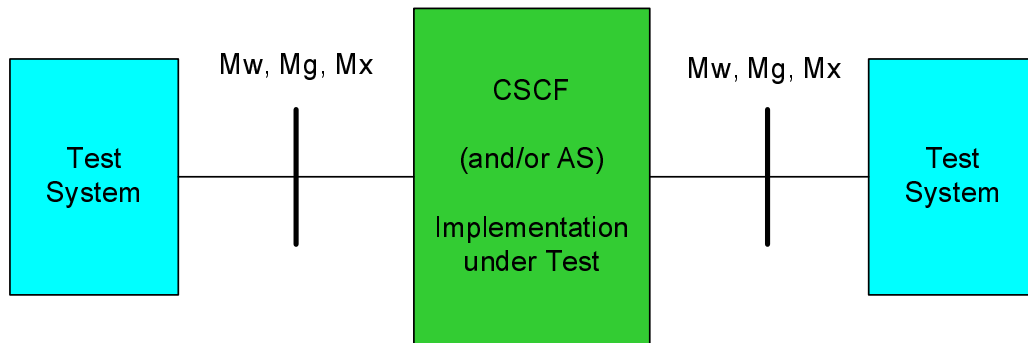 Mw, Mg, Mx
Mw, Mg, Mx
Test
System
CSCF
(and/or AS)
Implementation
under Test
Test
System